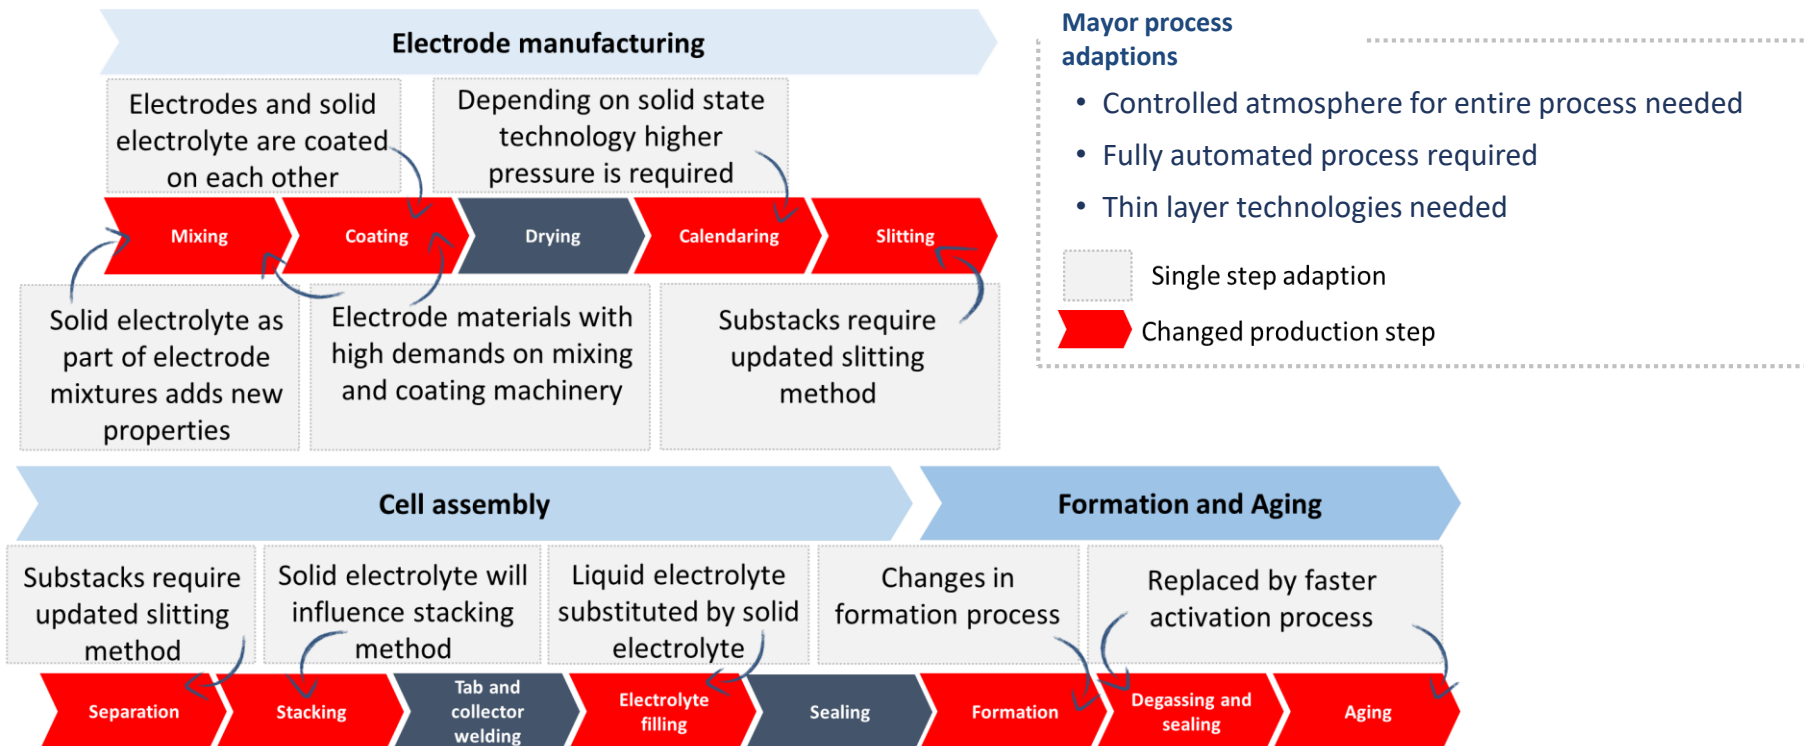 Electrode manufacturing
Electrodes and solid
electrolyte are coated
on each other
Depending on solid state
technology higher
pressure is required
Mixing
Coating
Drying
Calendaring
Slitting
Solid electrolyte as
part of electrode
mixtures adds new
properties
Electrode materials with
high demands on mixing
and coating machinery
Substacks require
updated slitting
method
Mayor process
adaptions
• Controlled atmosphere for entire process needed
• Fully automated process required
• Thin layer technologies needed
Single step adaption
Changed production step
Cell assembly
Formation and Aging
Substacks require
updated slitting
method
Solid electrolyte will
influence stacking
method
Liquid electrolyte
substituted by solid
electrolyte
Changes in
formation process
Replaced by faster
activation process
Separation
Stacking
Tab and
collector
welding
Electrolyte
filling
Sealing
Formation
Degassing and
sealing
Aging